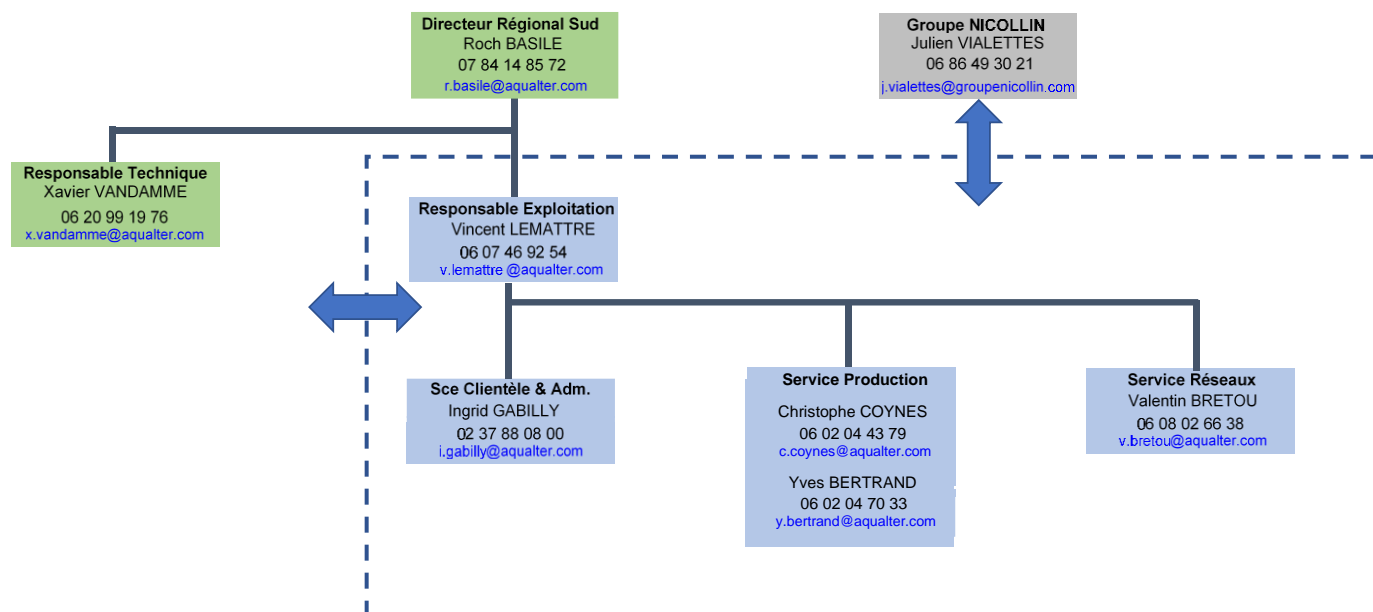 Directeur Régional Sud
Roch BASILE
07 84 14 85 72
r.basile@aqualter.com
Groupe NICOLLIN
Julien VIALETTES
06 86 49 30 21
j.vialettes@groupenicollin.com
Responsable Technique
Xavier VANDAMME
06 20 99 19 76
x.vandamme@aqualter.com
Responsable Exploitation
Vincent LEMATTRE
06 07 46 92 54
v.lemattre @aqualter.com
Sce Clientèle & Adm.
Ingrid GABILLY
02 37 88 08 00
i.gabilly@aqualter.com
Service Production
Christophe COYNES
06 02 04 43 79
c.coynes@aqualter.com
Yves BERTRAND
06 02 04 70 33
y.bertrand@aqualter.com
Service Réseaux
Valentin BRETOU
06 08 02 66 38
v.bretou@aqualter.com